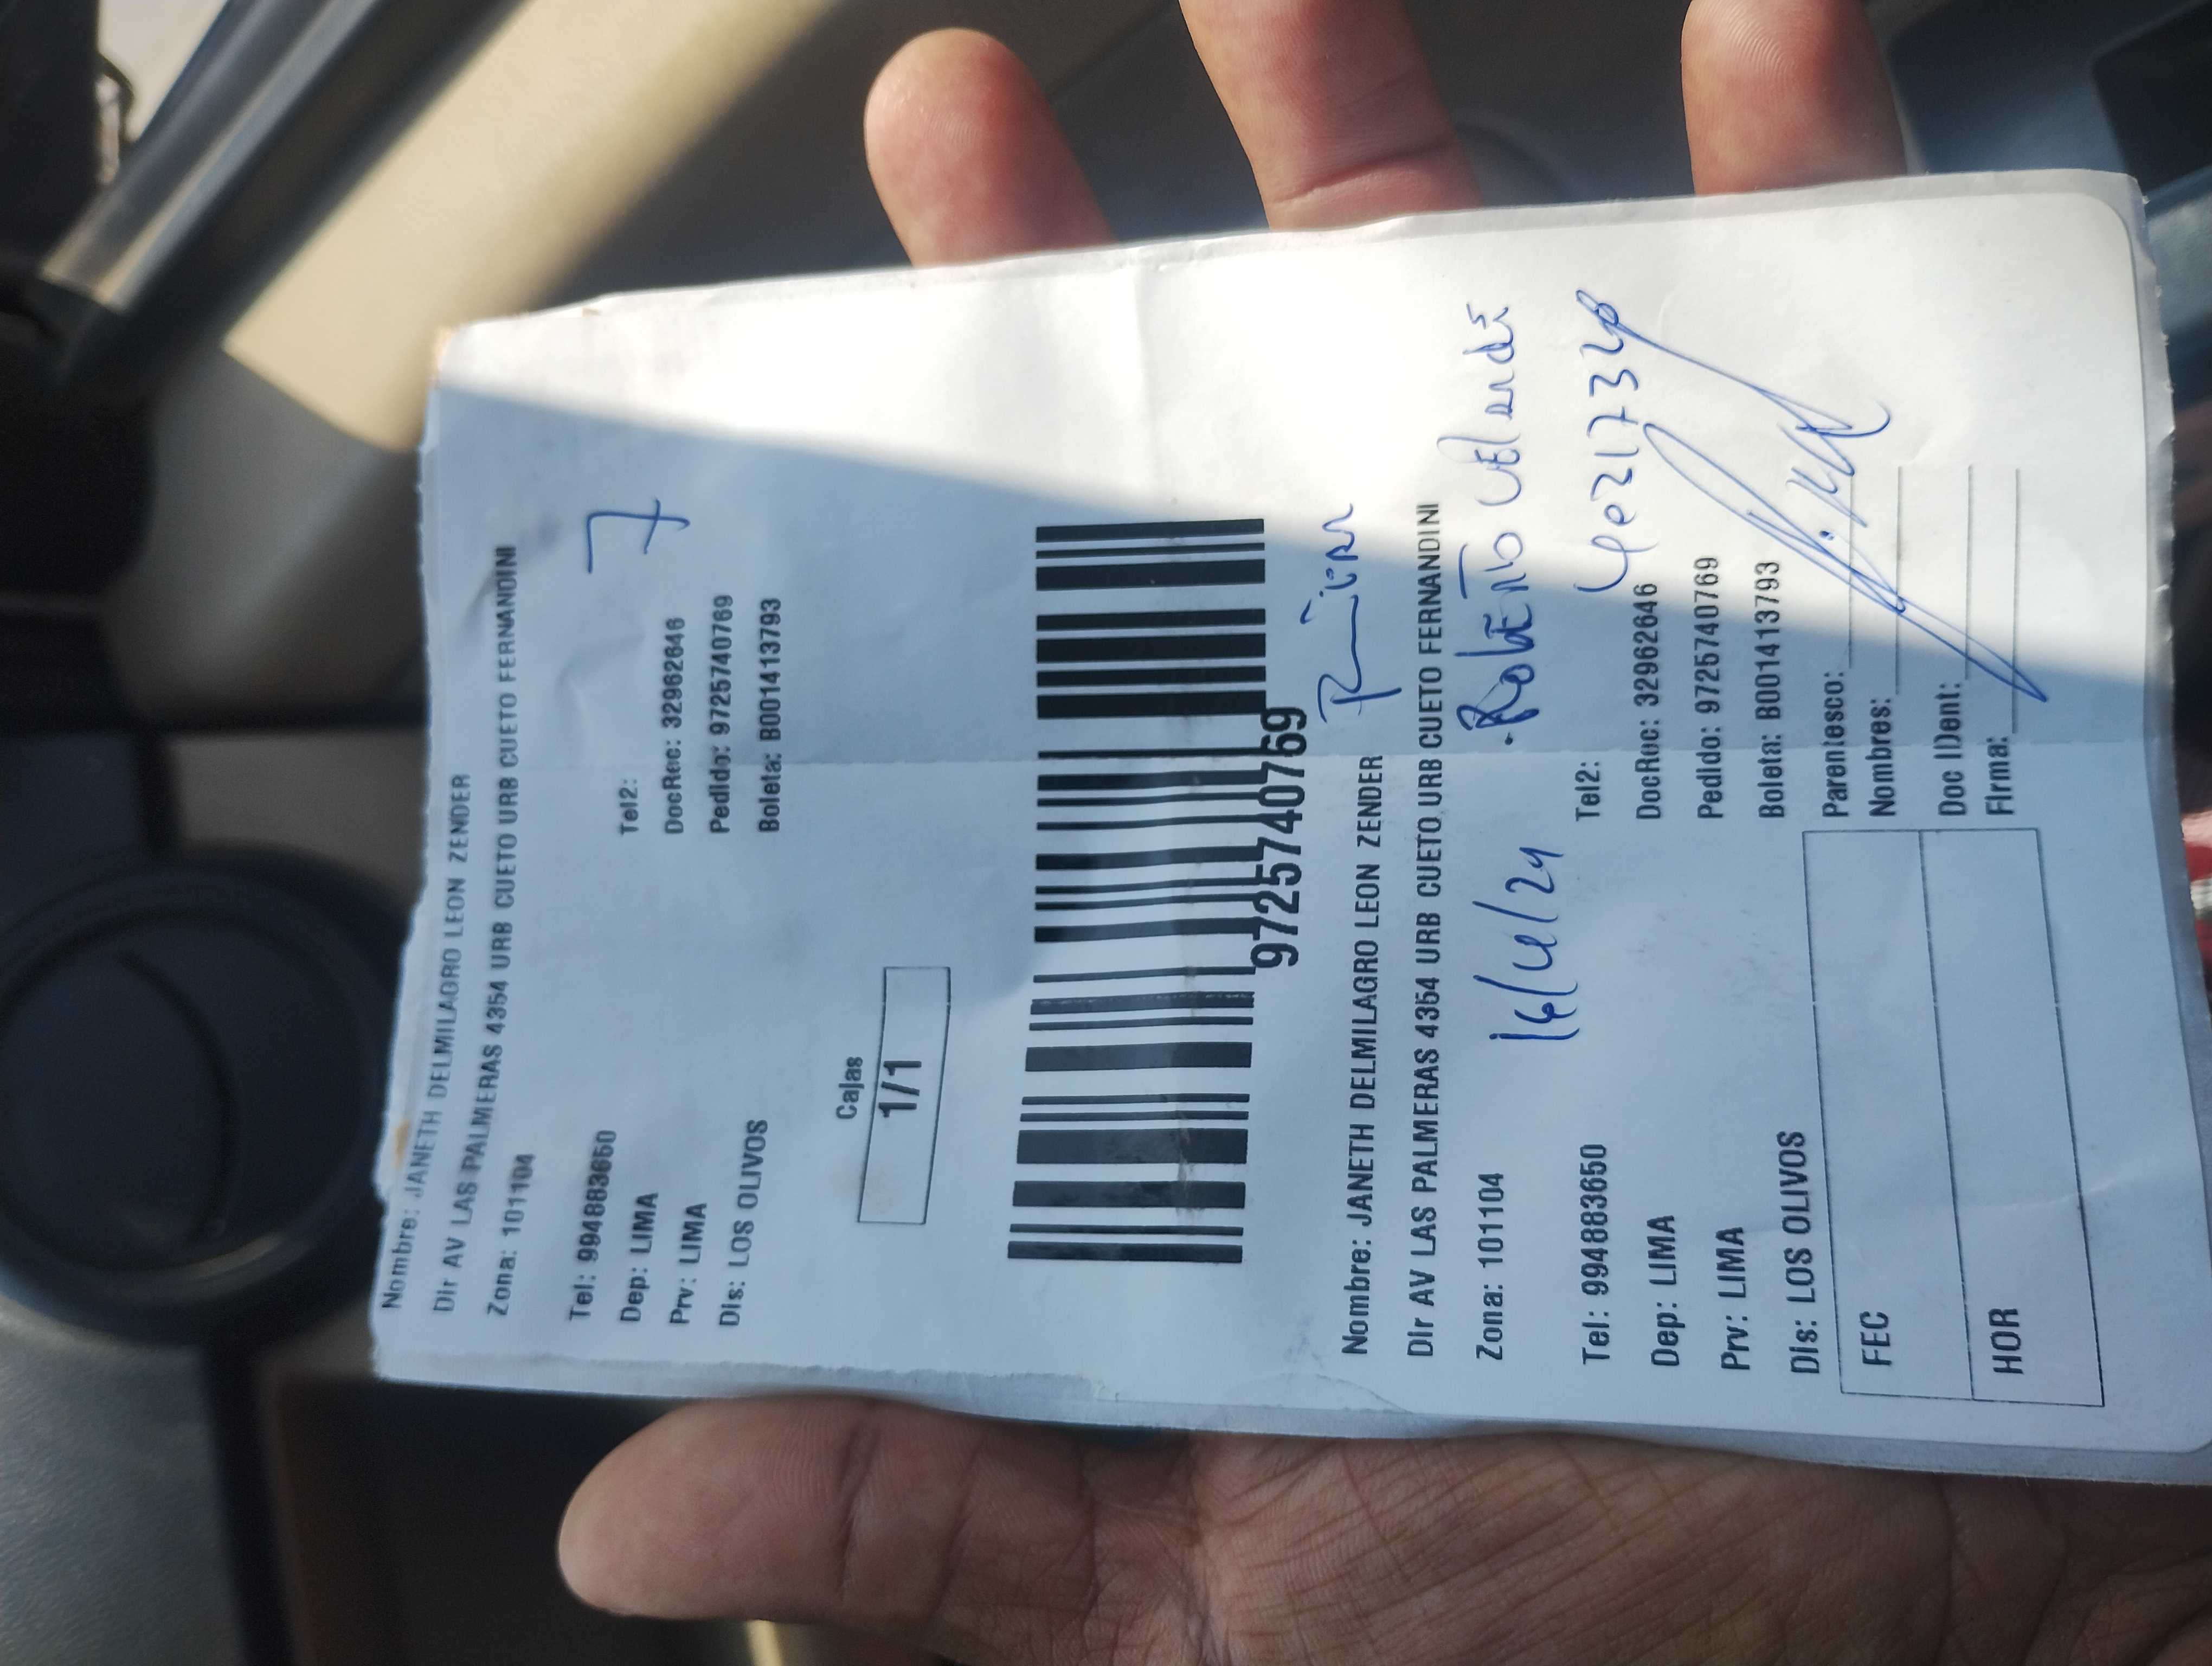 Nombre: JANETH DELMILAGRO LEON ZENDER
Dir AV LAS PALMERAS 4354 URB CUETO URB CUETO FERNANDINI
Zona: 101104
7
Tel: 994883650 Tel2:
Dep: LIMA DocRec: 32962646
Prv: LIMA Pedido: 9725740769
Dis: LOS OLIVOS Boleta: B001413793
Cajas
1/1
9725740769
Nombre: JANETH DELMILAGRO LEON ZENDER
Dir AV LAS PALMERAS 4354 URB CUETO URB CUETO FERNANDINI
Zona: 101104
Tel: 994883650 Tel2:
Dep: LIMA DocRec: 32962646
Prv: LIMA Pedido: 9725740769
Dis: LOS OLIVOS Boleta: B001413793
FEC Parentesco:
Nombres:
HOR Doc IDent:
Firma: